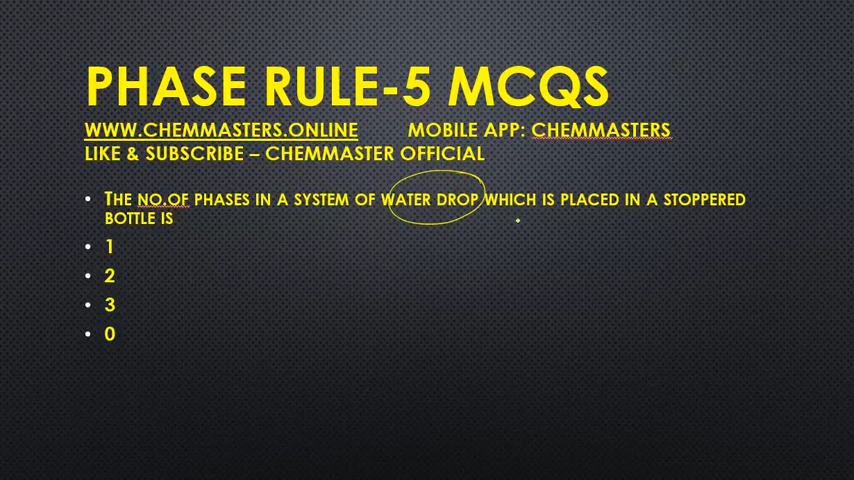 PHASE RULE-5 MCQS
WWW.CHEMMASTERS.ONLINE MOBILE APP: CHEMMASTERS
LIKE & SUBSCRIBE – CHEMMASTER OFFICIAL
• THE NO.OF PHASES IN A SYSTEM OF WATER DROP WHICH IS PLACED IN A STOPPERED
BOTTLE IS
• 1
• 2
• 3
• 0